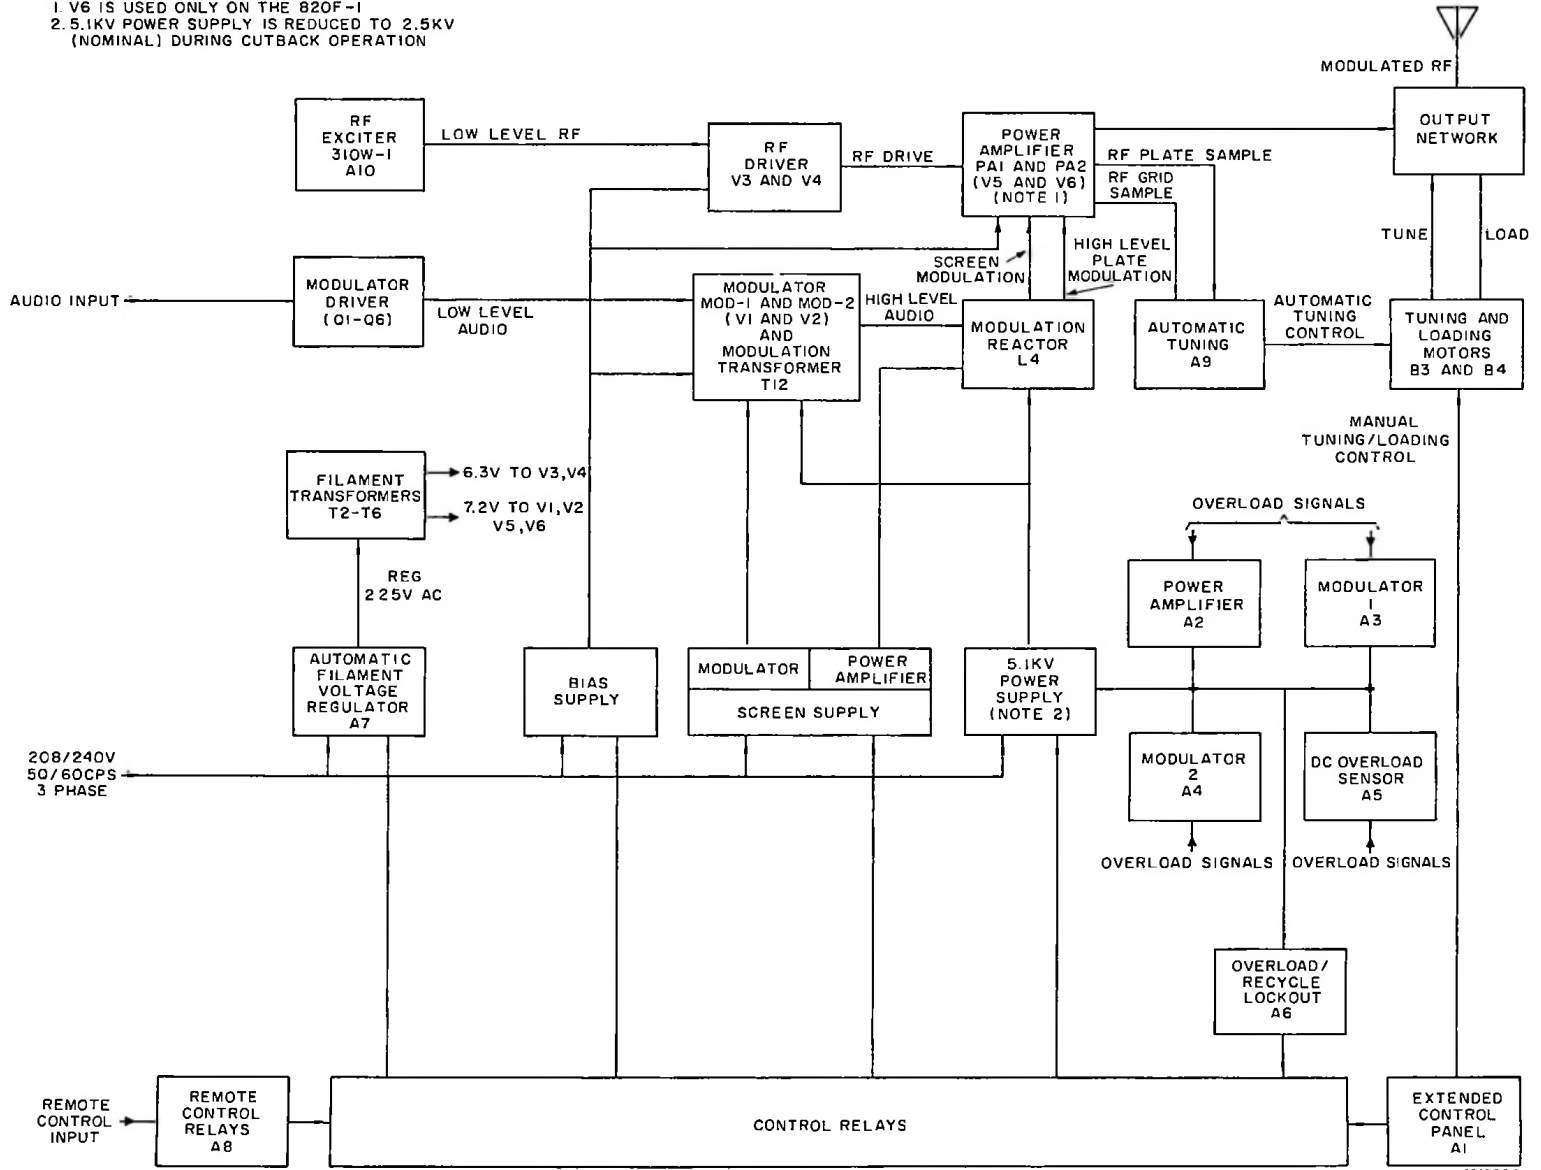 1. V6 IS USED ONLY ON THE 820F-1
2. 5.1KV POWER SUPPLY IS REDUCED TO 2.5KV
(NOMINAL) DURING CUTBACK OPERATION
MODULATED RF
RF
EXCITER
310W-1
A10
LOW LEVEL RF
RF
DRIVER
V3 AND V4
RF DRIVE
POWER
AMPLIFIER
PA1 AND PA2
(V5 AND V6)
(NOTE 1)
RF PLATE SAMPLE
RF GRID
SAMPLE
OUTPUT
NETWORK
TUNE
LOAD
SCREEN
MODULATION
HIGH LEVEL
PLATE
MODULATION
AUDIO INPUT
MODULATOR
DRIVER
(Q1-Q6)
LOW LEVEL
AUDIO
MODULATOR
MOD-1 AND MOD-2
(V1 AND V2)
AND
MODULATION
TRANSFORMER
T12
HIGH LEVEL
AUDIO
MODULATION
REACTOR
L4
AUTOMATIC
TUNING
A9
AUTOMATIC
TUNING
CONTROL
TUNING AND
LOADING
MOTORS
B3 AND B4
MANUAL
TUNING/LOADING
CONTROL
FILAMENT
TRANSFORMERS
T2-T6
6.3V TO V3,V4
7.2V TO V1,V2
V5,V6
REG
225V AC
OVERLOAD SIGNALS
POWER
AMPLIFIER
A2
MODULATOR
1
A3
AUTOMATIC
FILAMENT
VOLTAGE
REGULATOR
A7
BIAS
SUPPLY
MODULATOR
POWER
AMPLIFIER
SCREEN SUPPLY
5.1KV
POWER
SUPPLY
(NOTE 2)
208/240V
50/60CPS
3 PHASE
MODULATOR
2
A4
DC OVERLOAD
SENSOR
A5
OVERLOAD SIGNALS
OVERLOAD SIGNALS
OVERLOAD/
RECYCLE
LOCKOUT
A6
REMOTE
CONTROL
INPUT
REMOTE
CONTROL
RELAYS
A8
CONTROL RELAYS
EXTENDED
CONTROL
PANEL
A1